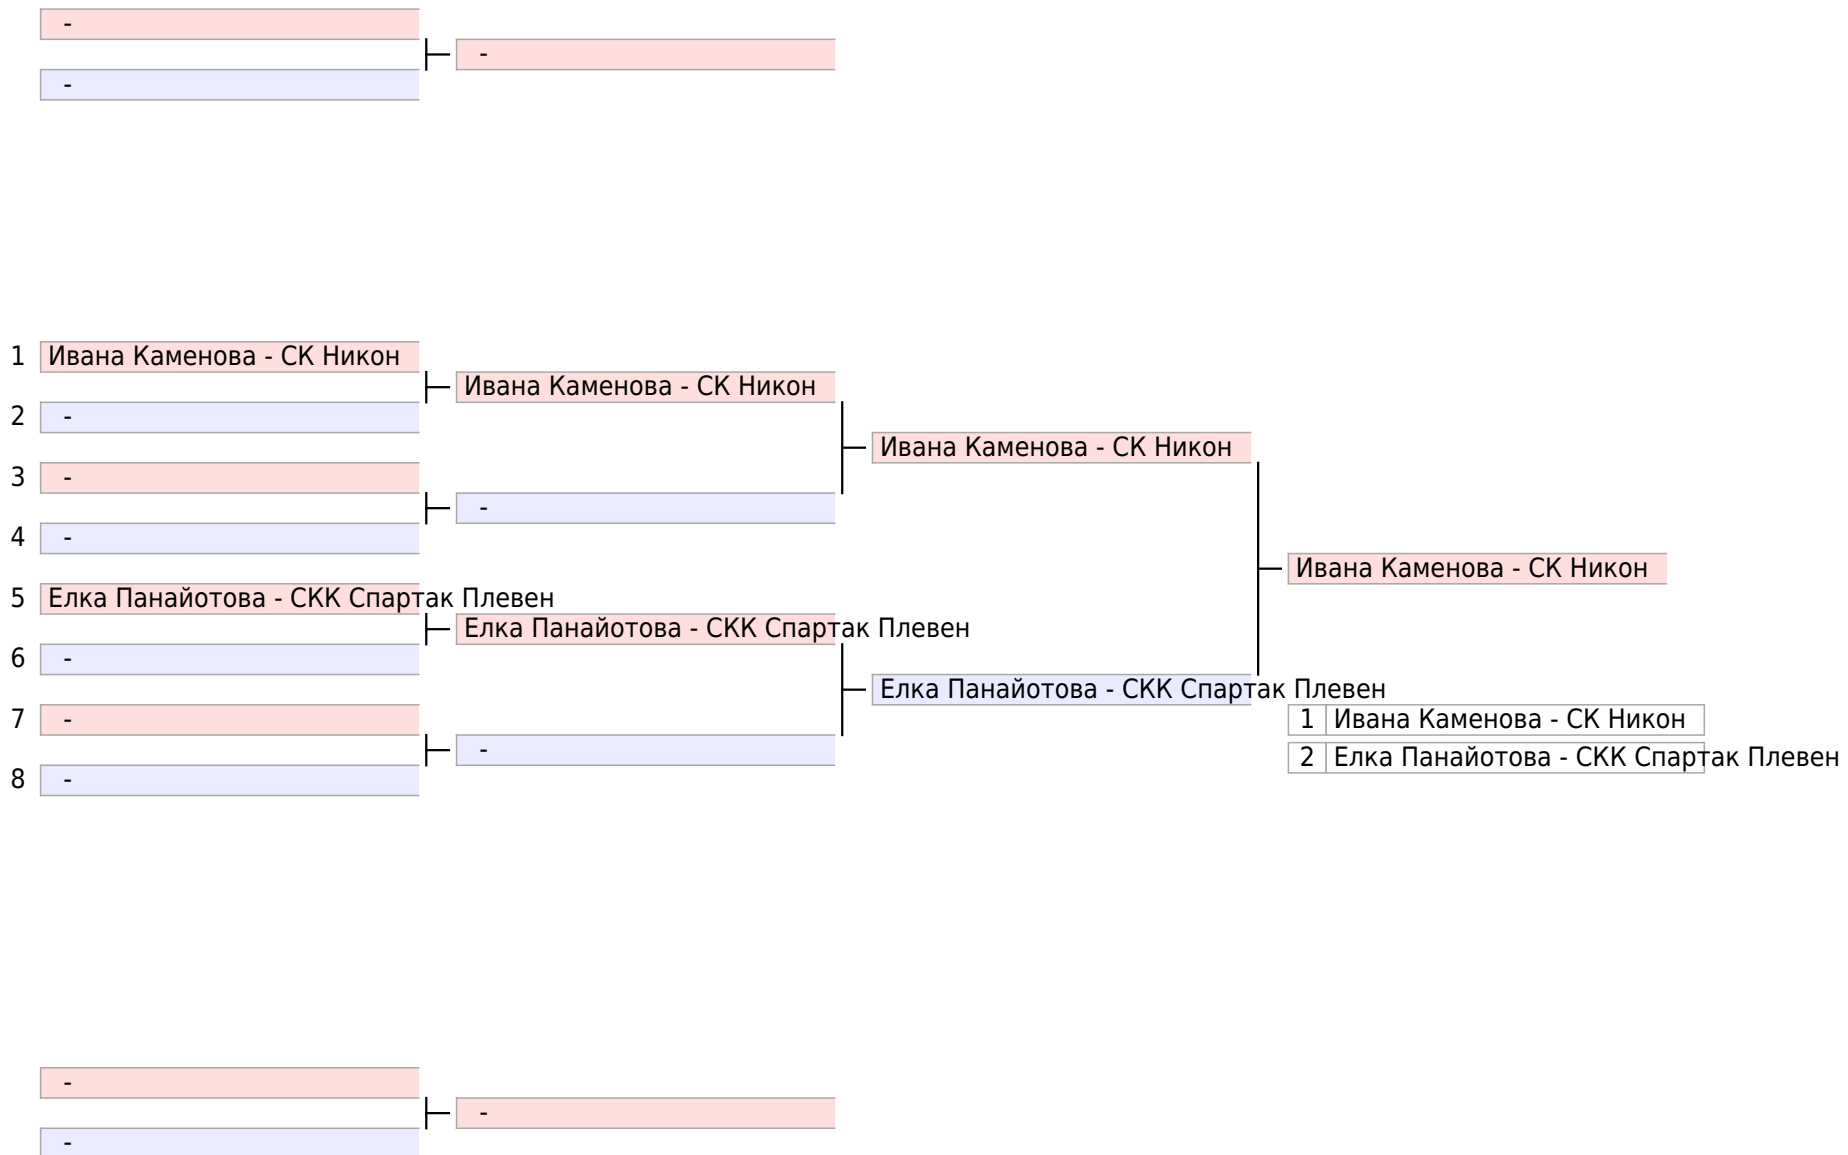 -
-
-
1 Ивана Каменова - СК Никон
Ивана Каменова - СК Никон
2 -
Ивана Каменова - СК Никон
3 -
-
4 -
Ивана Каменова - СК Никон
5 Елка Панайотова - СКК Спартак Плевен
Елка Панайотова - СКК Спартак Плевен
6 -
Елка Панайотова - СКК Спартак Плевен
7 -
1 Ивана Каменова - СК Никон
-
2 Елка Панайотова - СКК Спартак Плевен
8 -
-
-
-